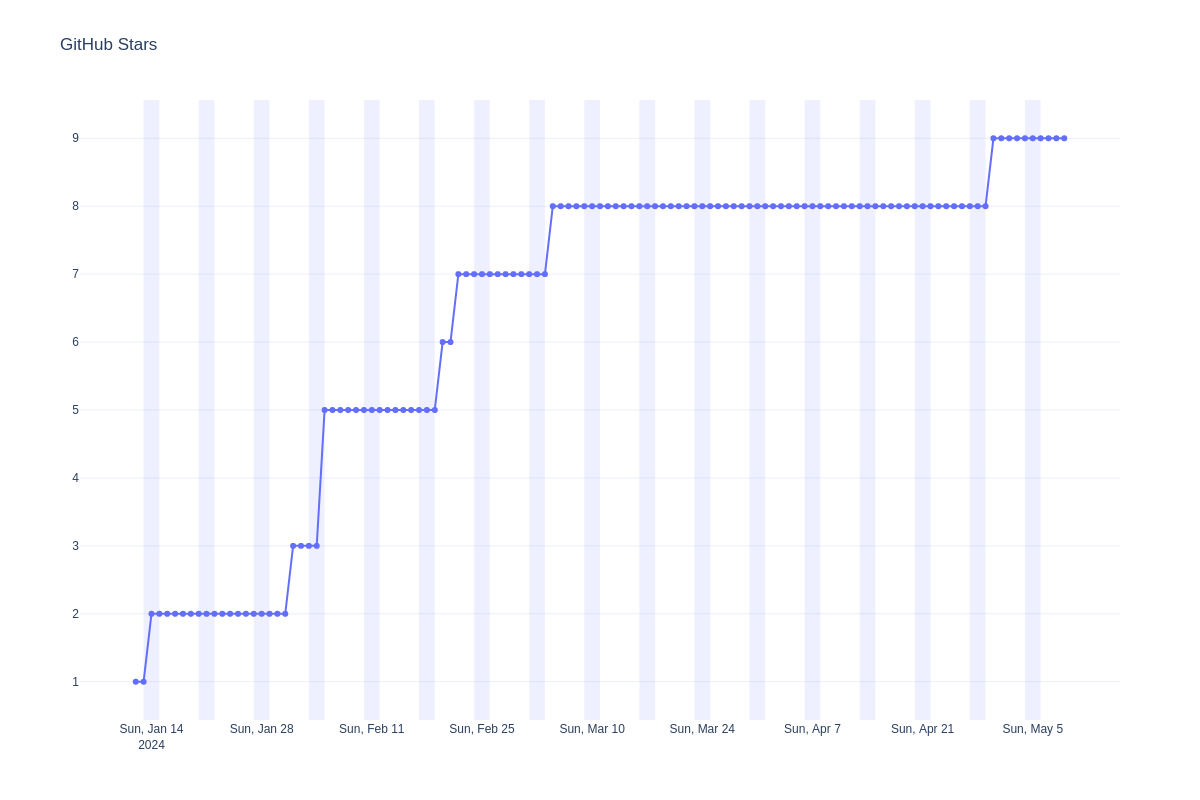 GitHub Stars
9
8
7
6
5
4
3
2
1
Sun, Jan 14
2024
Sun, Jan 28
Sun, Feb 11
Sun, Feb 25
Sun, Mar 10
Sun, Mar 24
Sun, Apr 7
Sun, Apr 21
Sun, May 5